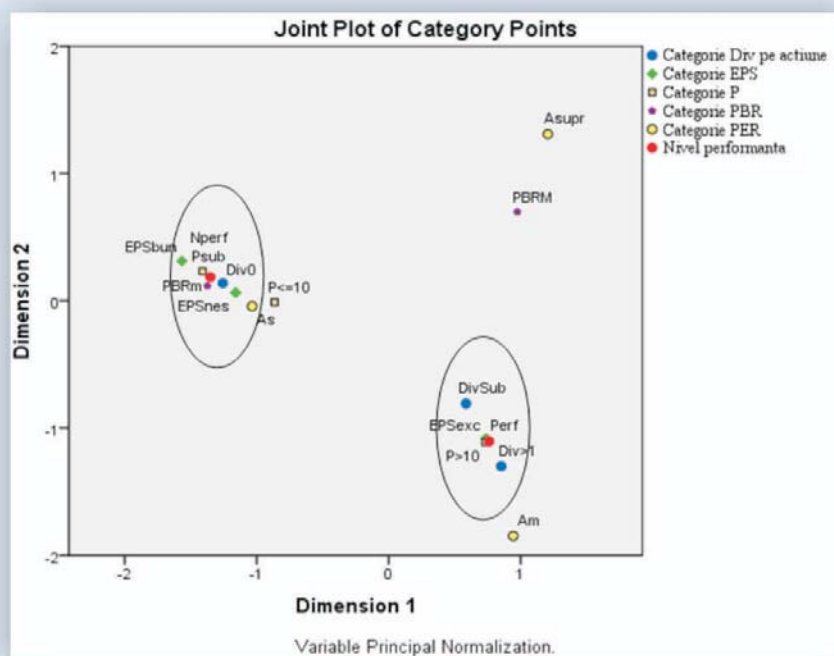 Joint Plot of Category Points
Categorie Div pe actiune
Categorie EPS
Categorie P
Categorie PBR
Categorie PER
Nivel performanta
2
1
0
-1
-2
Dimension 2
Asupr
PBRM
Nperf
EPSbun
Psub
Div0
PBRm
P<=10
EPSnes
As
DivSub
EPSexc Perf
P>10
Div>1
Am
-2
-1
0
1
Dimension 1
Variable Principal Normalization.